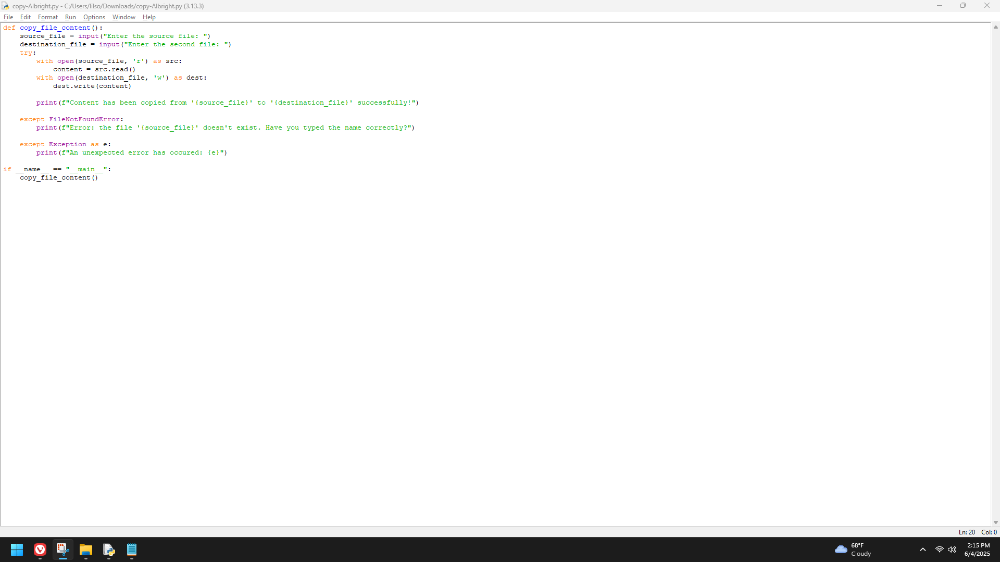 copy-Albright.py - C:/Users/lilso/Downloads/copy-Albright.py (3.13.3)
File Edit Format Run Options Window Help
def copy_file_content():
    source_file = input("Enter the source file: ")
    destination_file = input("Enter the second file: ")
    try:
        with open(source_file, 'r') as src:
            content = src.read()
        with open(destination_file, 'w') as dest:
            dest.write(content)
        print(f"Content has been copied from '{source_file}' to '{destination_file}' successfully!")
    except FileNotFoundError:
        print(f"Error: the file '{source_file}' doesn't exist. Have you typed the name correctly?")
    except Exception as e:
        print(f"An unexpected error has occured: {e}")
if __name__ == "__main__":
    copy_file_content()
Ln: 20 Col: 0
68°F
Cloudy
2:15 PM
6/4/2025